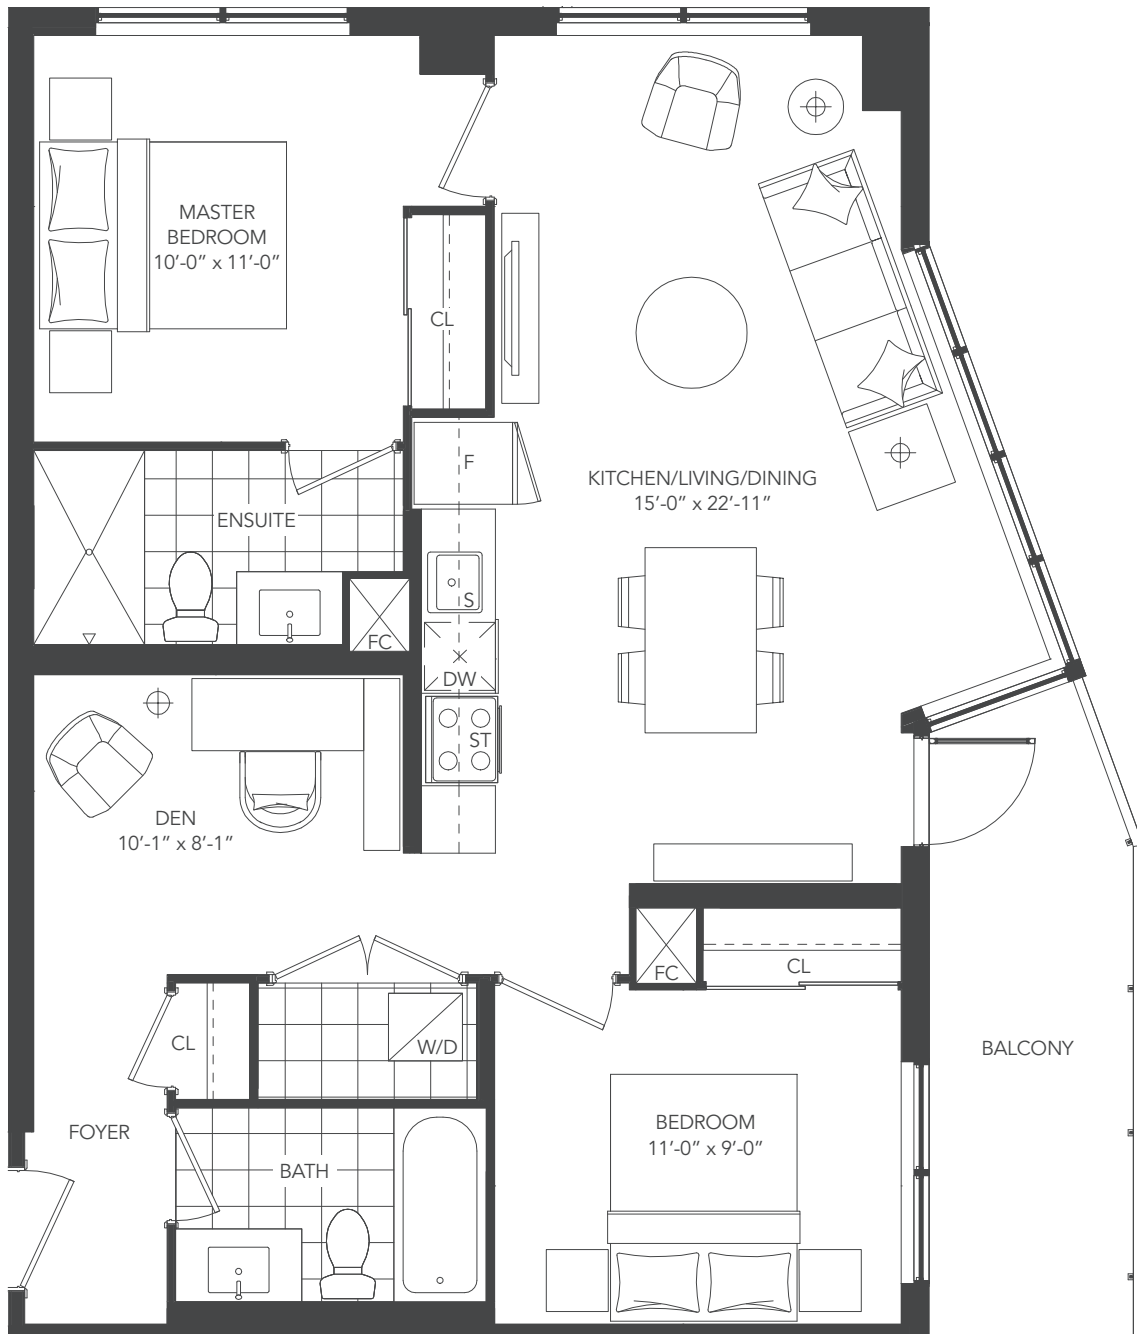 MASTER
BEDROOM
10’-0” x 11’-0”
CL
F
KITCHEN/LIVING/DINING
15’-0” x 22’-11”
ENSUITE
S
FC
DW
ST
DEN
10’-1” x 8’-1”
FC
CL
CL
W/D
BALCONY
FOYER
BEDROOM
11’-0” x 9’-0”
BATH